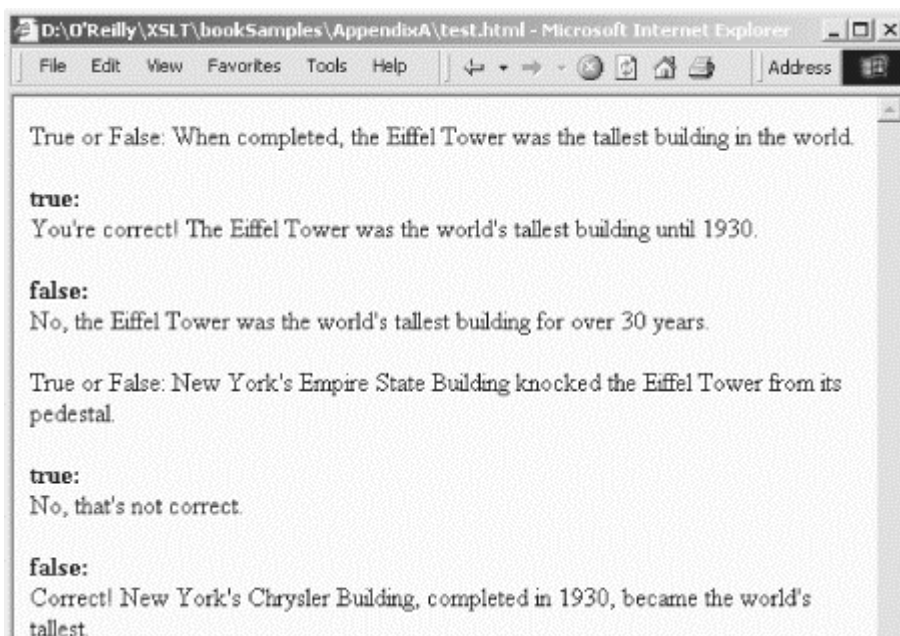 D:\O'Reilly\XSLT\bookSamples\AppendixA\test.html - Microsoft Internet Explorer
File Edit View Favorites Tools Help Address
True or False: When completed, the Eiffel Tower was the tallest building in the world.
true:
You're correct! The Eiffel Tower was the world's tallest building until 1930.
false:
No, the Eiffel Tower was the world's tallest building for over 30 years.
True or False: New York's Empire State Building knocked the Eiffel Tower from its
pedestal.
true:
No, that's not correct.
false:
Correct! New York's Chrysler Building, completed in 1930, became the world's
tallest.